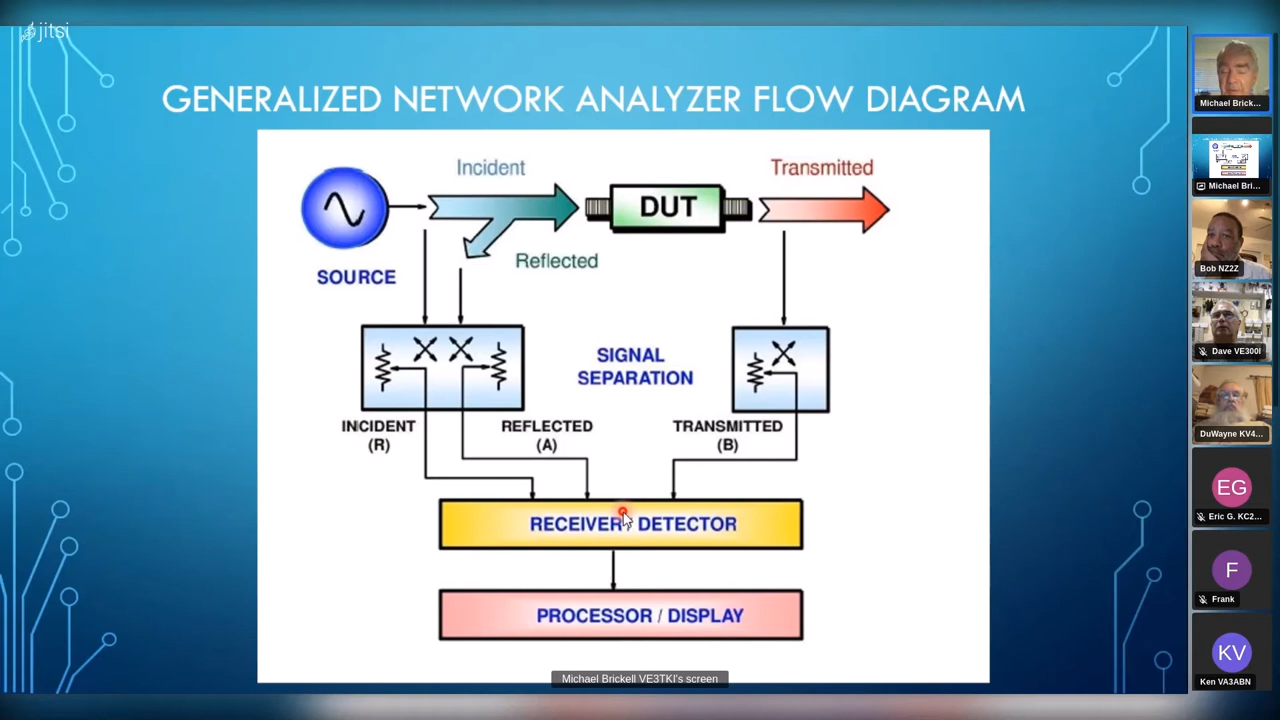 jitsi
GENERALIZED NETWORK ANALYZER FLOW DIAGRAM
Incident
Transmitted
DUT
Reflected
SOURCE
SIGNAL
SEPARATION
INCIDENT
(R)
REFLECTED
(A)
TRANSMITTED
(B)
RECEIVER / DETECTOR
PROCESSOR / DISPLAY
Michael Brickell VE3TKI's screen
Michael Brick...
Michael Bri...
Bob NZ2Z
Dave VE3OOI
DuWayne KV4...
EG
Eric G. KC2...
F
Frank
KV
Ken VA3ABN